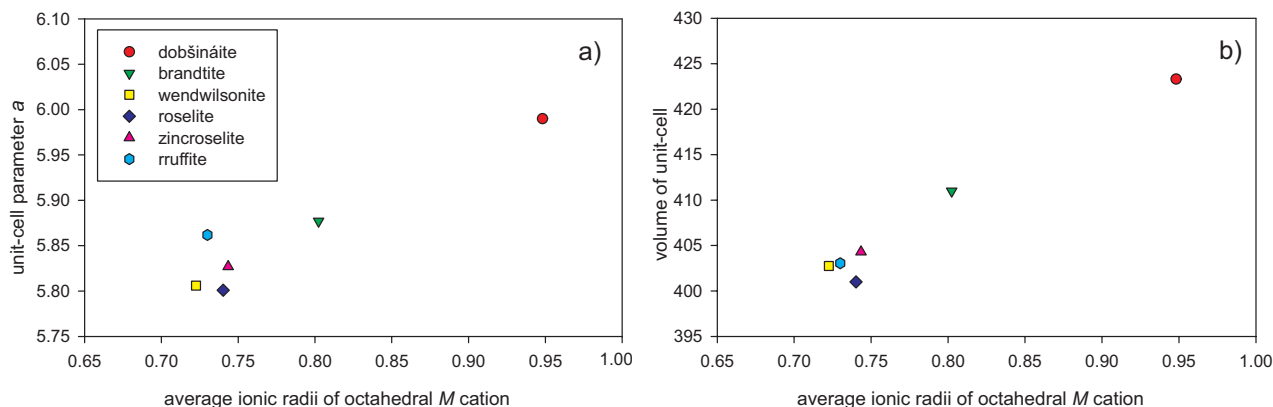 6.10
6.05
6.00
5.95
5.90
5.85
5.80
5.75
unit-cell parameter a
a)
dobšináite
brandtite
wendwilsonite
roselite
zincroselite
rruffite
0.65 0.70 0.75 0.80 0.85 0.90 0.95 1.00
average ionic radii of octahedral M cation
430
425
420
415
410
405
400
395
volume of unit-cell
b)
0.65 0.70 0.75 0.80 0.85 0.90 0.95 1.00
average ionic radii of octahedral M cation